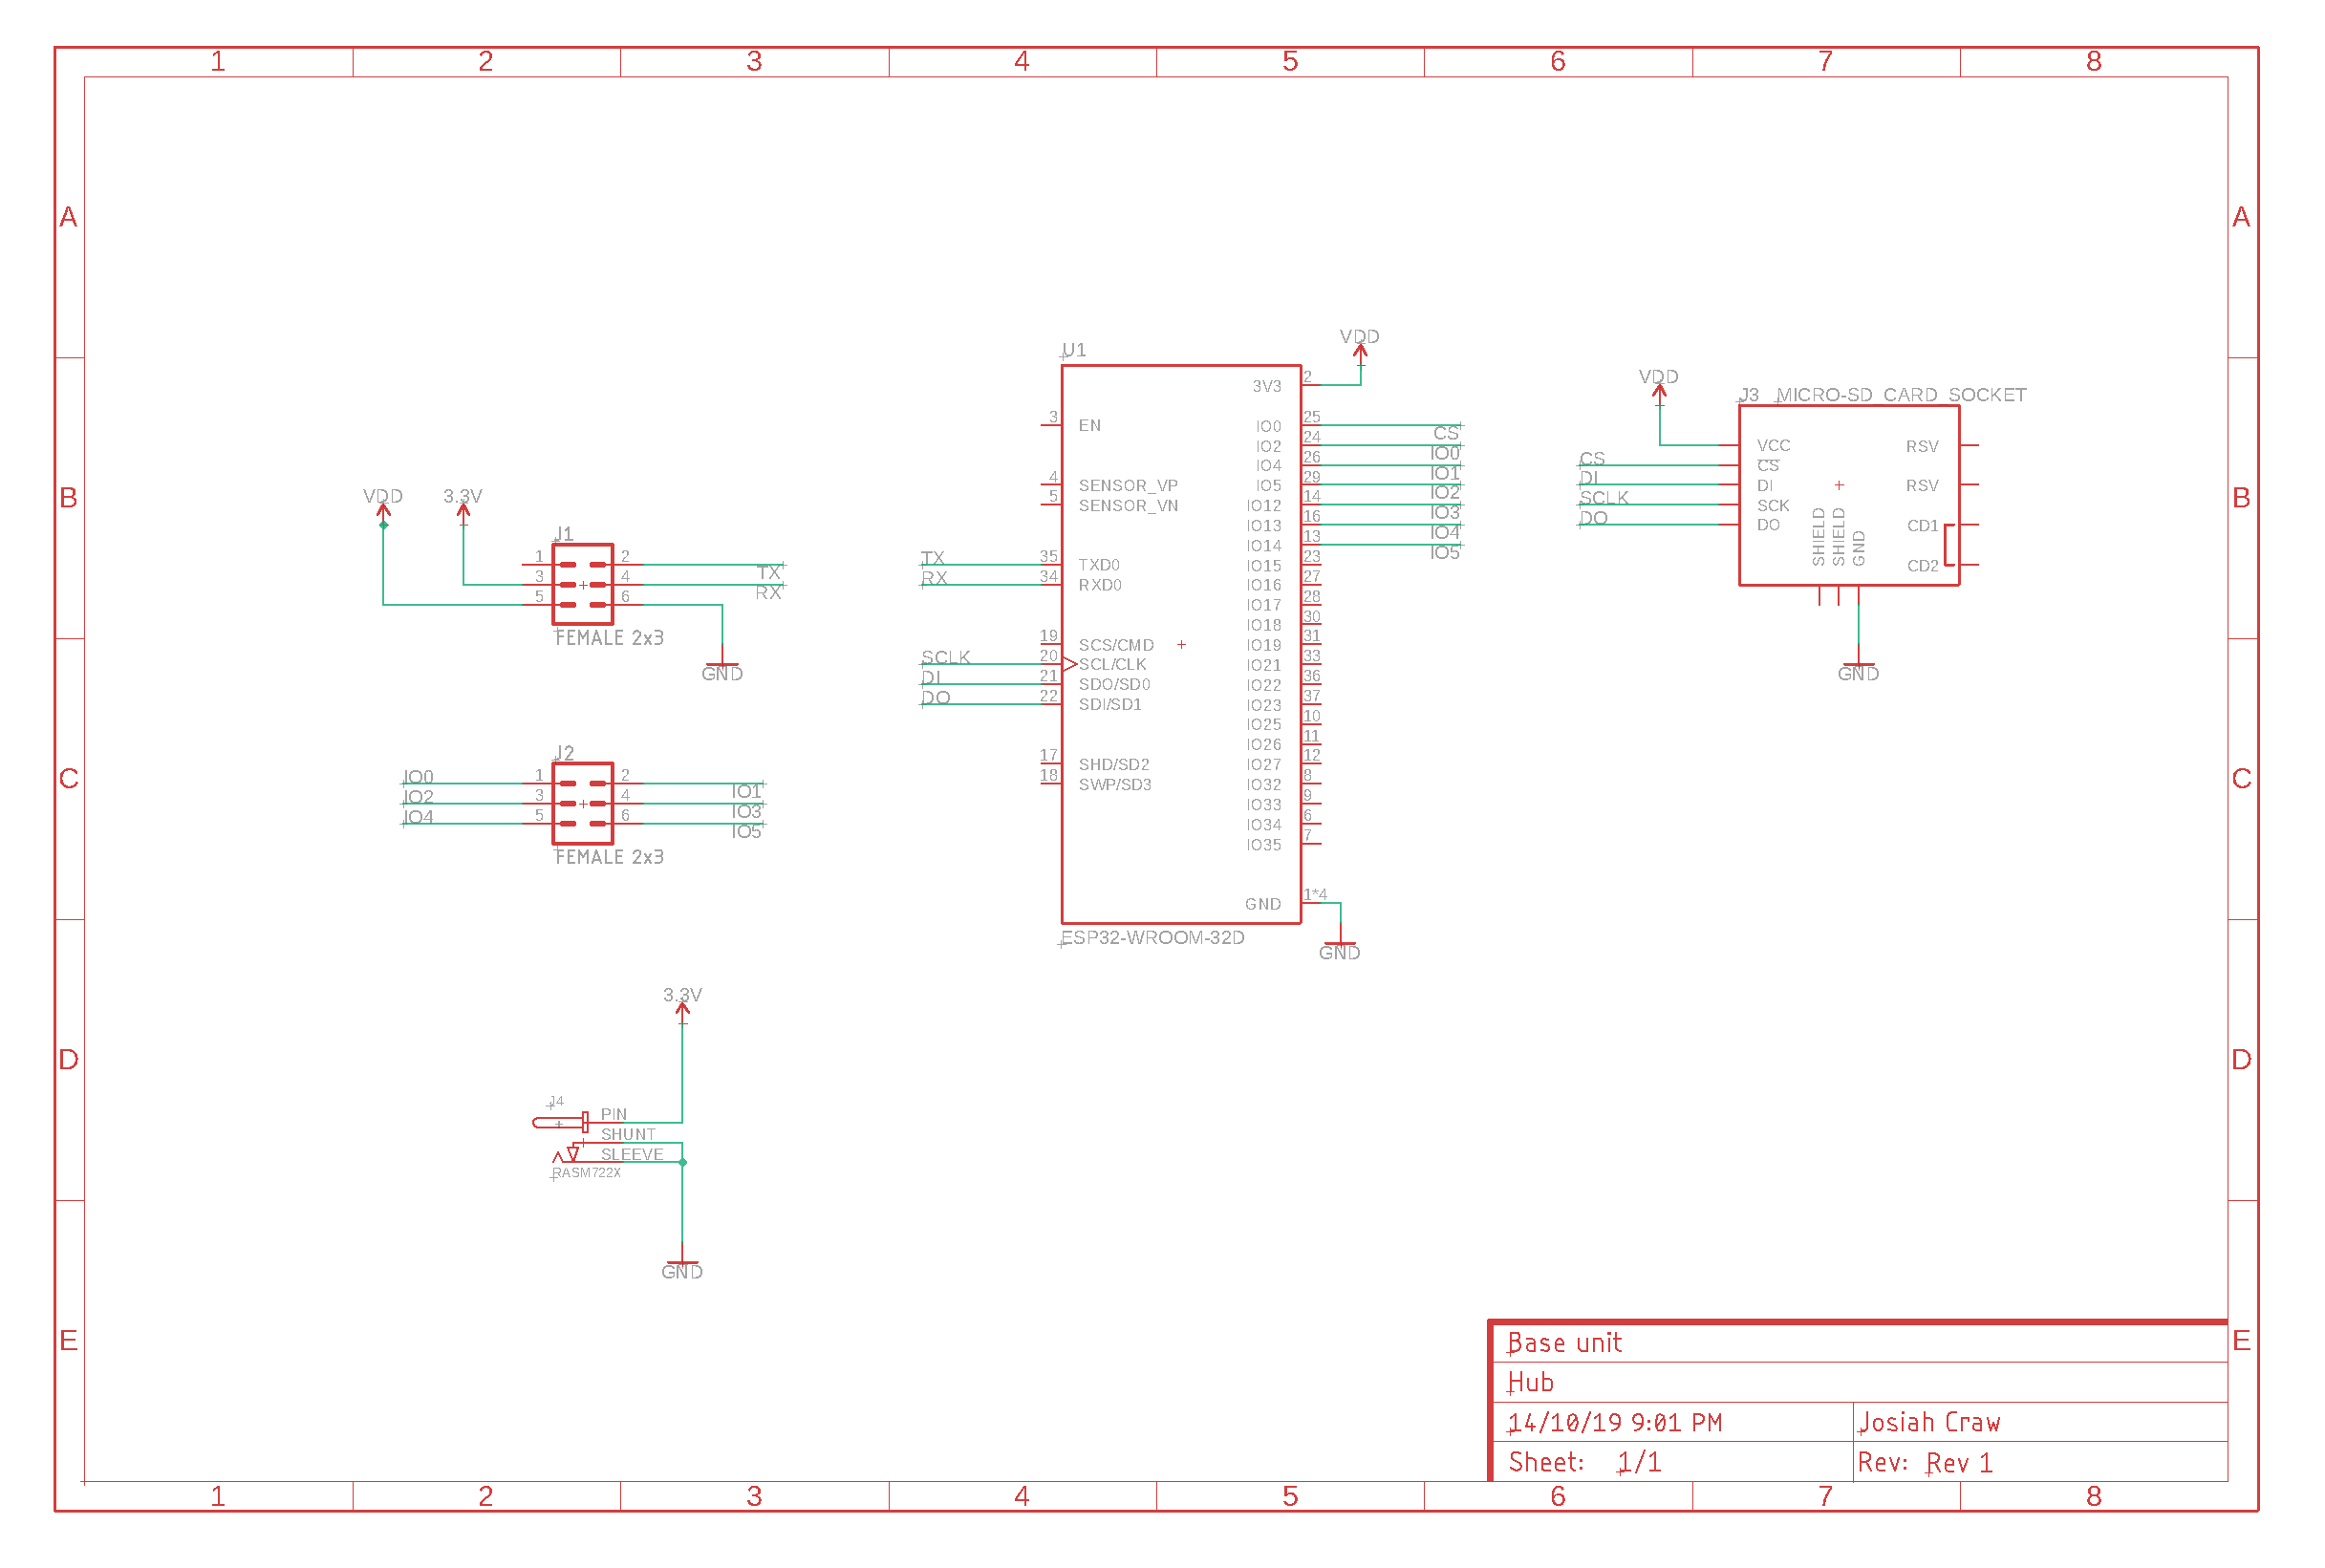 1 2 3 4 5 6 7 8
A A
B B
C C
D D
E E
VDD 3.3V
J1
1 2
3 4
5 6
TX
RX
FEMALE 2x3
GND
J2
IO0 1 2
IO2 3 4
IO4 5 6
IO1
IO3
IO5
FEMALE 2x3
3.3V
J4
PIN
SHUNT
SLEEVE
RASM722X
GND
U1
VDD
3 EN
4 SENSOR_VP
5 SENSOR_VN
TX 35 TXD0
RX 34 RXD0
19 SCS/CMD
SCLK 20 SCL/CLK
DI 21 SDO/SD0
DO 22 SDI/SD1
17 SHD/SD2
18 SWP/SD3
3V3 2
IO0 25
IO2 24
IO4 26
IO5 29
IO12 14
IO13 16
IO14 13
IO15 23
IO16 27
IO17 28
IO18 30
IO19 31
IO21 33
IO22 36
IO23 37
IO25 10
IO26 11
IO27 12
IO32 8
IO33 9
IO34 6
IO35 7
GND 1*4
CS
IO0
IO1
IO2
IO3
IO4
IO5
GND
ESP32-WROOM-32D
VDD
J3 MICRO-SD CARD SOCKET
VCC
CS CS
DI DI
SCLK SCK
DO DO
RSV
RSV
CD1
CD2
SHIELD
SHIELD
GND
GND
Base unit
Hub
14/10/19 9:01 PM Josiah Craw
Sheet: 1/1 Rev: Rev 1
1 2 3 4 5 6 7 8